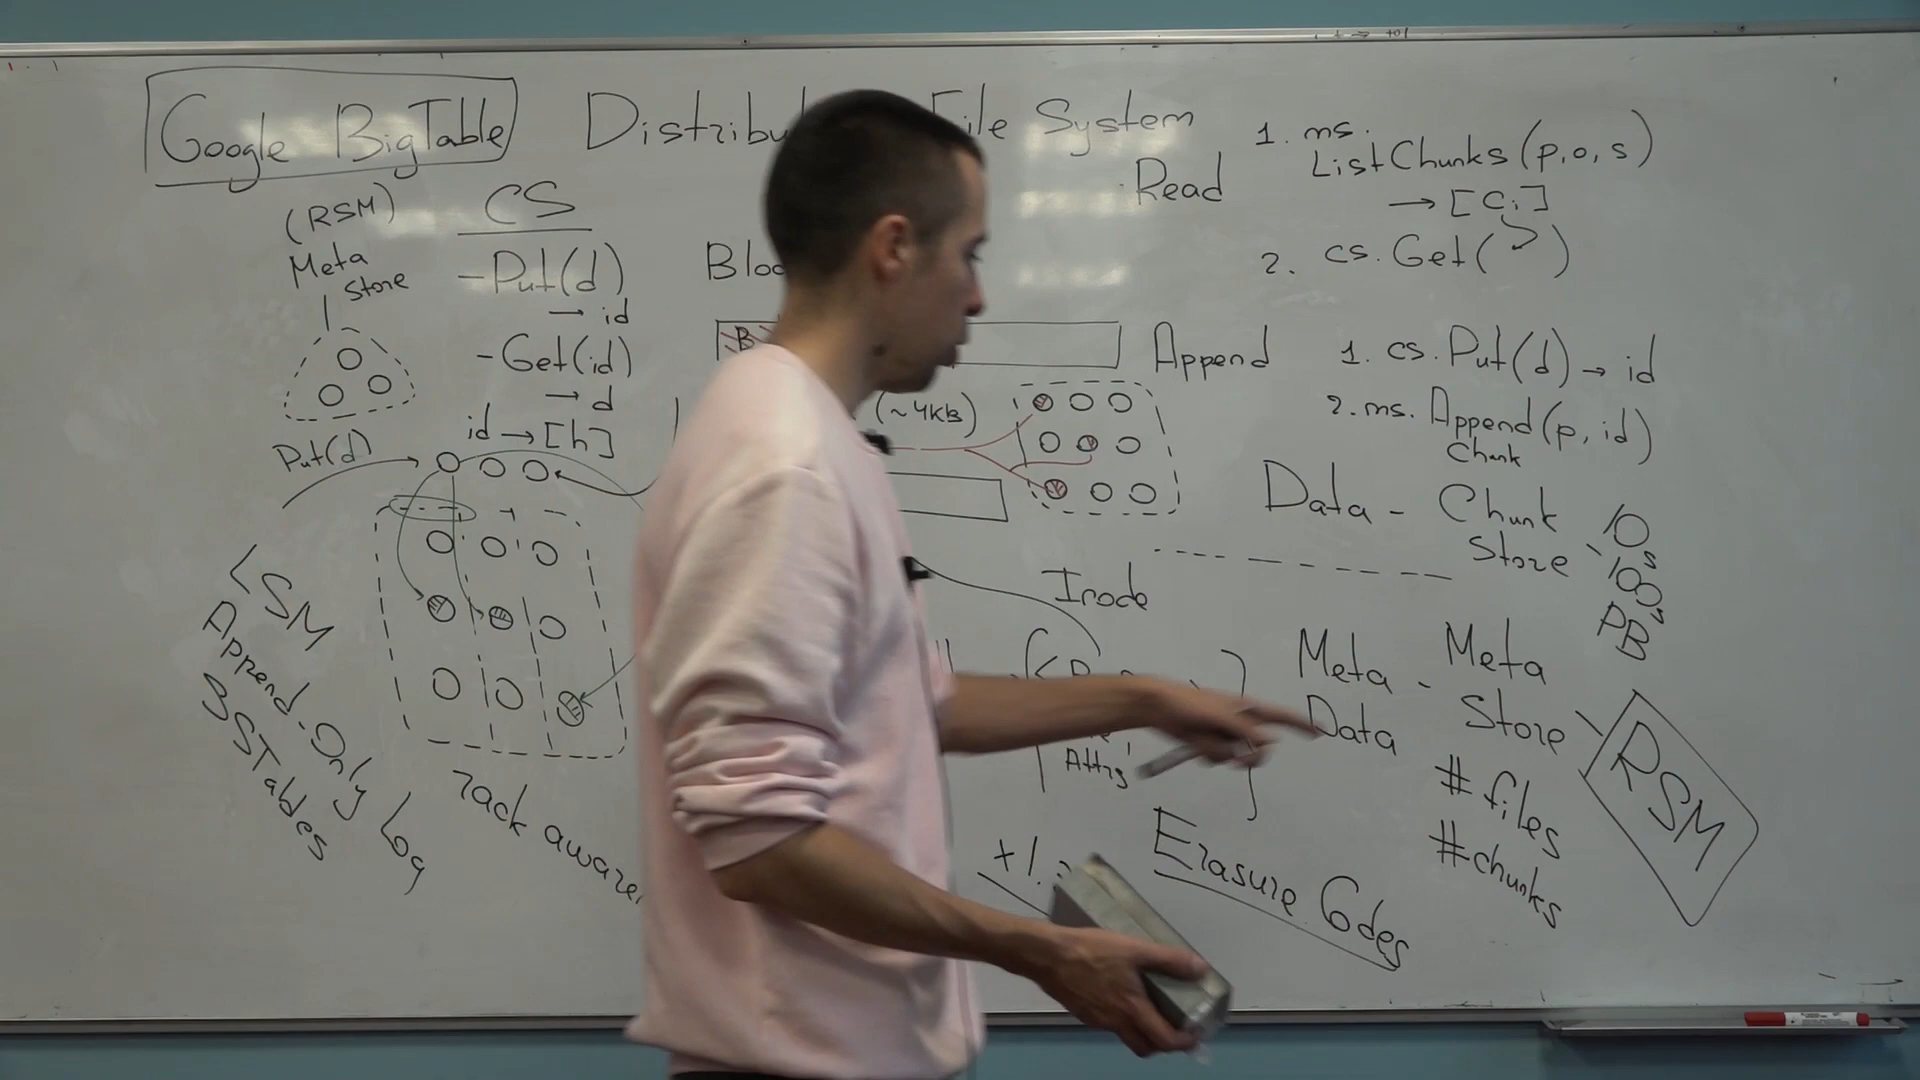 Google BigTable
Distribu
File System
(RSM)
Meta
Store
CS
-Put(d)
→ id
-Get(id)
→ d
id → [h]
Put(d)
LSM
Append-Only Log
SSTables
rack aware
B
(~4KB)
Inode
Attrs
Erasure Codes
Read
1. ms.
ListChunks(p,o,s)
→ [ci]
2. cs.Get( )
Append
1. cs.Put(d) → id
2. ms. Append(p, id)
Chunk
Data - Chunk
Store
10s
100s
PB
Meta - Meta
Data Store
RSM
# files
#chunks